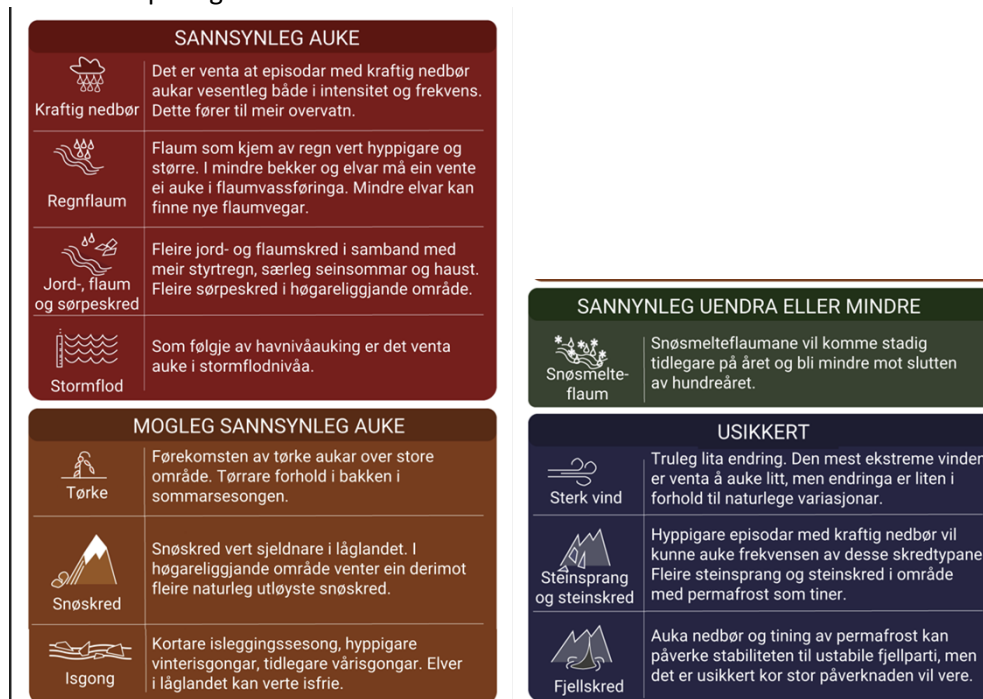 SANNSYNLEG AUKE
Kraftig nedbør
Det er venta at episodar med kraftig nedbør
aukar vesentleg både i intensitet og frekvens.
Dette fører til meir overvatn.
Regnflaum
Flaum som kjem av regn vert hyppigare og
større. I mindre bekker og elvar må ein vente
ei auke i flaumvassføringa. Mindre elvar kan
finne nye flaumvegar.
Jord-, flaum
og sørpeskred
Fleire jord- og flaumskred i samband med
meir styrtregn, særleg seinsommar og haust.
Fleire sørpeskred i høgareliggjande område.
Stormflod
Som følgje av havnivåauking er det venta
auke i stormflodnivåa.
MOGLEG SANNSYNLEG AUKE
Tørke
Førekomsten av tørke aukar over store
område. Tørrare forhold i bakken i
sommarsesongen.
Snøskred
Snøskred vert sjeldnare i låglandet. I
høgareliggjande område venter ein derimot
fleire naturleg utløyste snøskred.
Isgong
Kortare isleggingssesong, hyppigare
vinterisgongar, tidlegare vårisgongar. Elver
i låglandet kan verte isfrie.
SANNYNLEG UENDRA ELLER MINDRE
Snøsmelte-
flaum
Snøsmelteflaumane vil komme stadig
tidlegare på året og bli mindre mot slutten
av hundreåret.
USIKKERT
Sterk vind
Truleg lita endring. Den mest ekstreme vinden
er venta å auke litt, men endringa er liten i
forhold til naturlege variasjonar.
Steinsprang
og steinskred
Hyppigare episodar med kraftig nedbør vil
kunne auke frekvensen av desse skredtypane
Fleire steinsprang og steinskred i område
med permafrost som tiner.
Fjellskred
Auka nedbør og tining av permafrost kan
påverke stabiliteten til ustabile fjellparti, men
det er usikkert kor stor påverknaden vil vere.